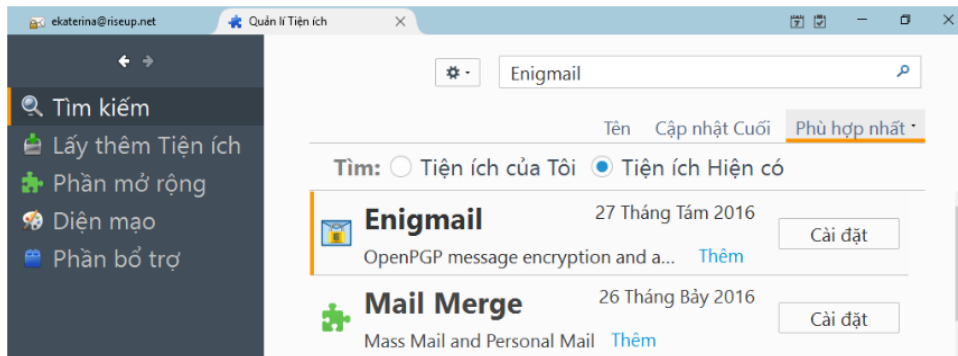 ekaterina@riseup.net
Quản lí Tiện ích
Enigmail
Tìm kiếm
Lấy thêm Tiện ích
Phần mở rộng
Diện mạo
Phần bổ trợ
Tên Cập nhật Cuối Phù hợp nhất
Tìm: Tiện ích của Tôi Tiện ích Hiện có
Enigmail 27 Tháng Tám 2016
Cài đặt
OpenPGP message encryption and a... Thêm
Mail Merge 26 Tháng Bảy 2016
Cài đặt
Mass Mail and Personal Mail Thêm